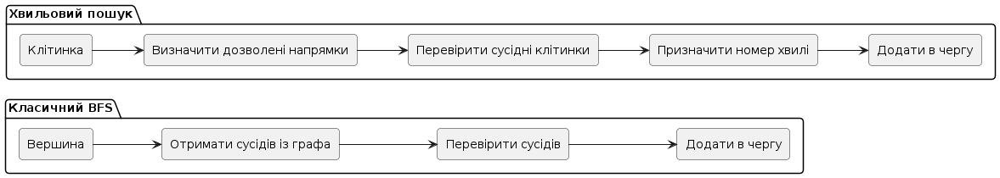 Хвильовий пошук
Клітинка
Визначити дозволені напрямки
Перевірити сусідні клітинки
Призначити номер хвилі
Додати в чергу
Класичний BFS
Вершина
Отримати сусідів із графа
Перевірити сусідів
Додати в чергу